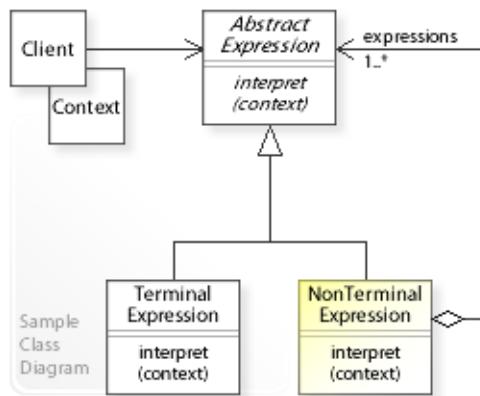 Client
Context
Abstract
Expression
interpret
(context)
expressions
1..*
Terminal
Expression
interpret
(context)
NonTerminal
Expression
interpret
(context)
Sample
Class
Diagram